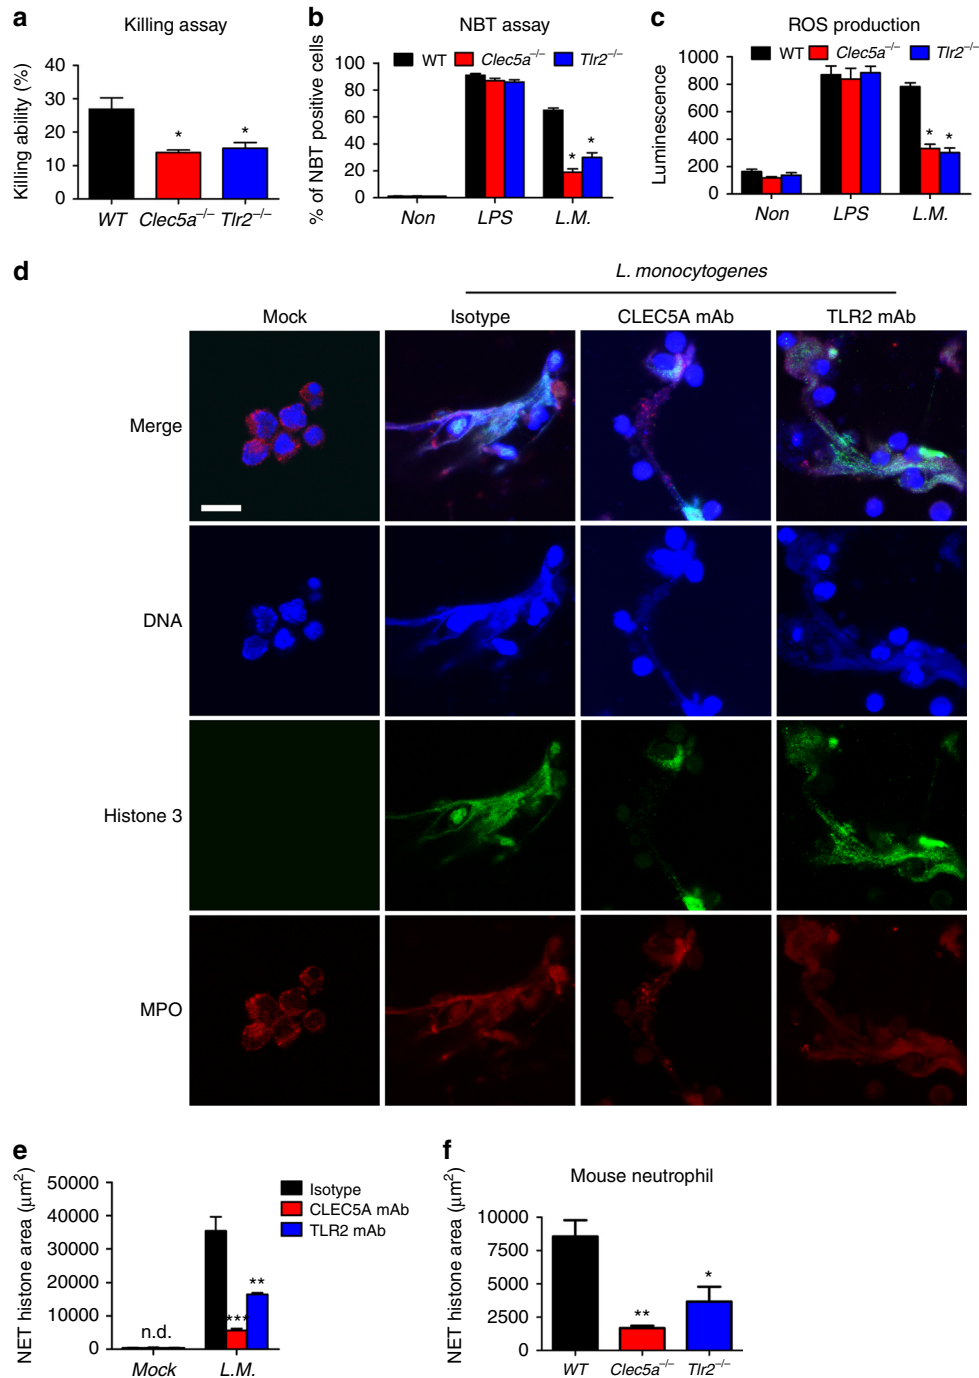 a
Killing assay
Killing ability (%)
40
30
20
10
0
*
*
WT Clec5a–/– Tlr2–/–
b
NBT assay
WT Clec5a–/– Tlr2–/–
% of NBT positive cells
100
80
60
40
20
0
*
*
Non LPS L.M.
c
ROS production
WT Clec5a–/– Tlr2–/–
Luminescence
1000
800
600
400
200
0
*
*
Non LPS L.M.
d
L. monocytogenes
Mock Isotype CLEC5A mAb TLR2 mAb
Merge
DNA
Histone 3
MPO
e
NET histone area (μm2)
50000
40000
30000
20000
10000
0
Isotype
CLEC5A mAb
TLR2 mAb
n.d.
***
**
Mock L.M.
f
Mouse neutrophil
NET histone area (μm2)
10000
7500
5000
2500
0
**
*
WT Clec5a–/– Tlr2–/–